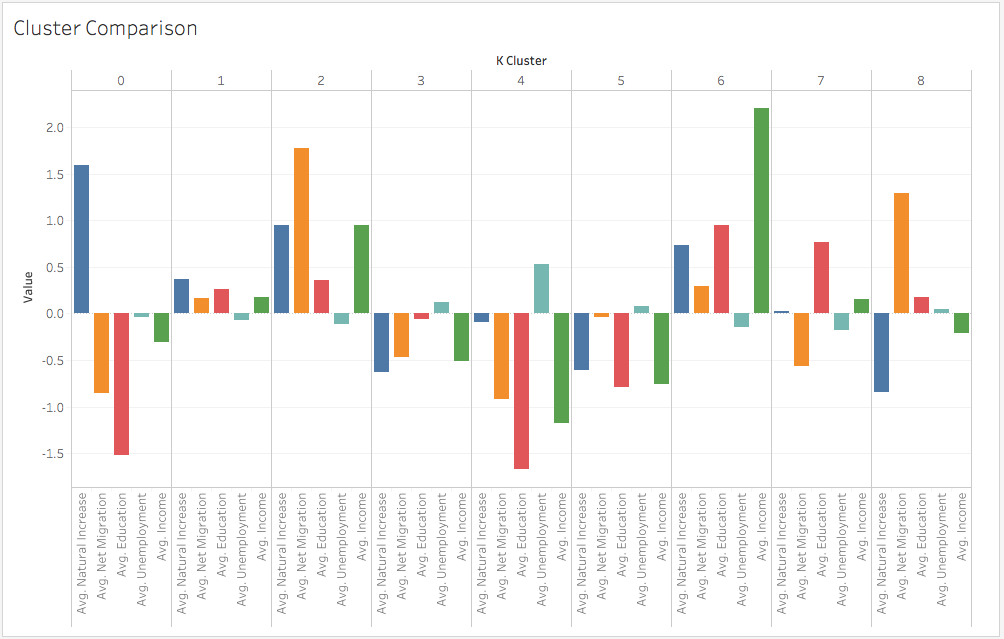 Cluster Comparison
K Cluster
0 1 2 3 4 5 6 7 8
Value
2.0
1.5
1.0
0.5
0.0
-0.5
-1.0
-1.5
Avg. Natural Increase
Avg. Net Migration
Avg. Education
Avg. Unemployment
Avg. Income
Avg. Natural Increase
Avg. Net Migration
Avg. Education
Avg. Unemployment
Avg. Income
Avg. Natural Increase
Avg. Net Migration
Avg. Education
Avg. Unemployment
Avg. Income
Avg. Natural Increase
Avg. Net Migration
Avg. Education
Avg. Unemployment
Avg. Income
Avg. Natural Increase
Avg. Net Migration
Avg. Education
Avg. Unemployment
Avg. Income
Avg. Natural Increase
Avg. Net Migration
Avg. Education
Avg. Unemployment
Avg. Income
Avg. Natural Increase
Avg. Net Migration
Avg. Education
Avg. Unemployment
Avg. Income
Avg. Natural Increase
Avg. Net Migration
Avg. Education
Avg. Unemployment
Avg. Income
Avg. Natural Increase
Avg. Net Migration
Avg. Education
Avg. Unemployment
Avg. Income